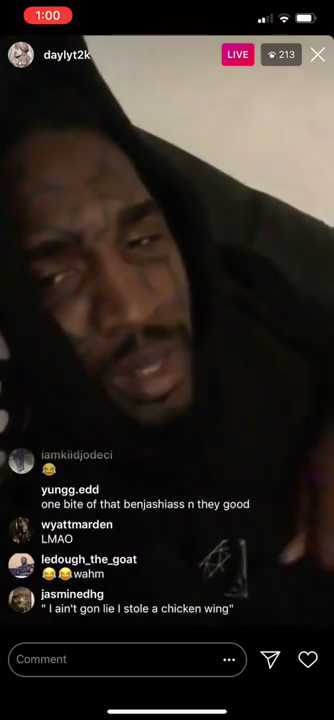 1:00
daylyt2k
LIVE
213
iamkiidjodeci
😂
yungg.edd
one bite of that benjashiass n they good
wyattmarden
LMAO
ledough_the_goat
😂😂wahm
jasminedhg
" I ain't gon lie I stole a chicken wing"
Comment